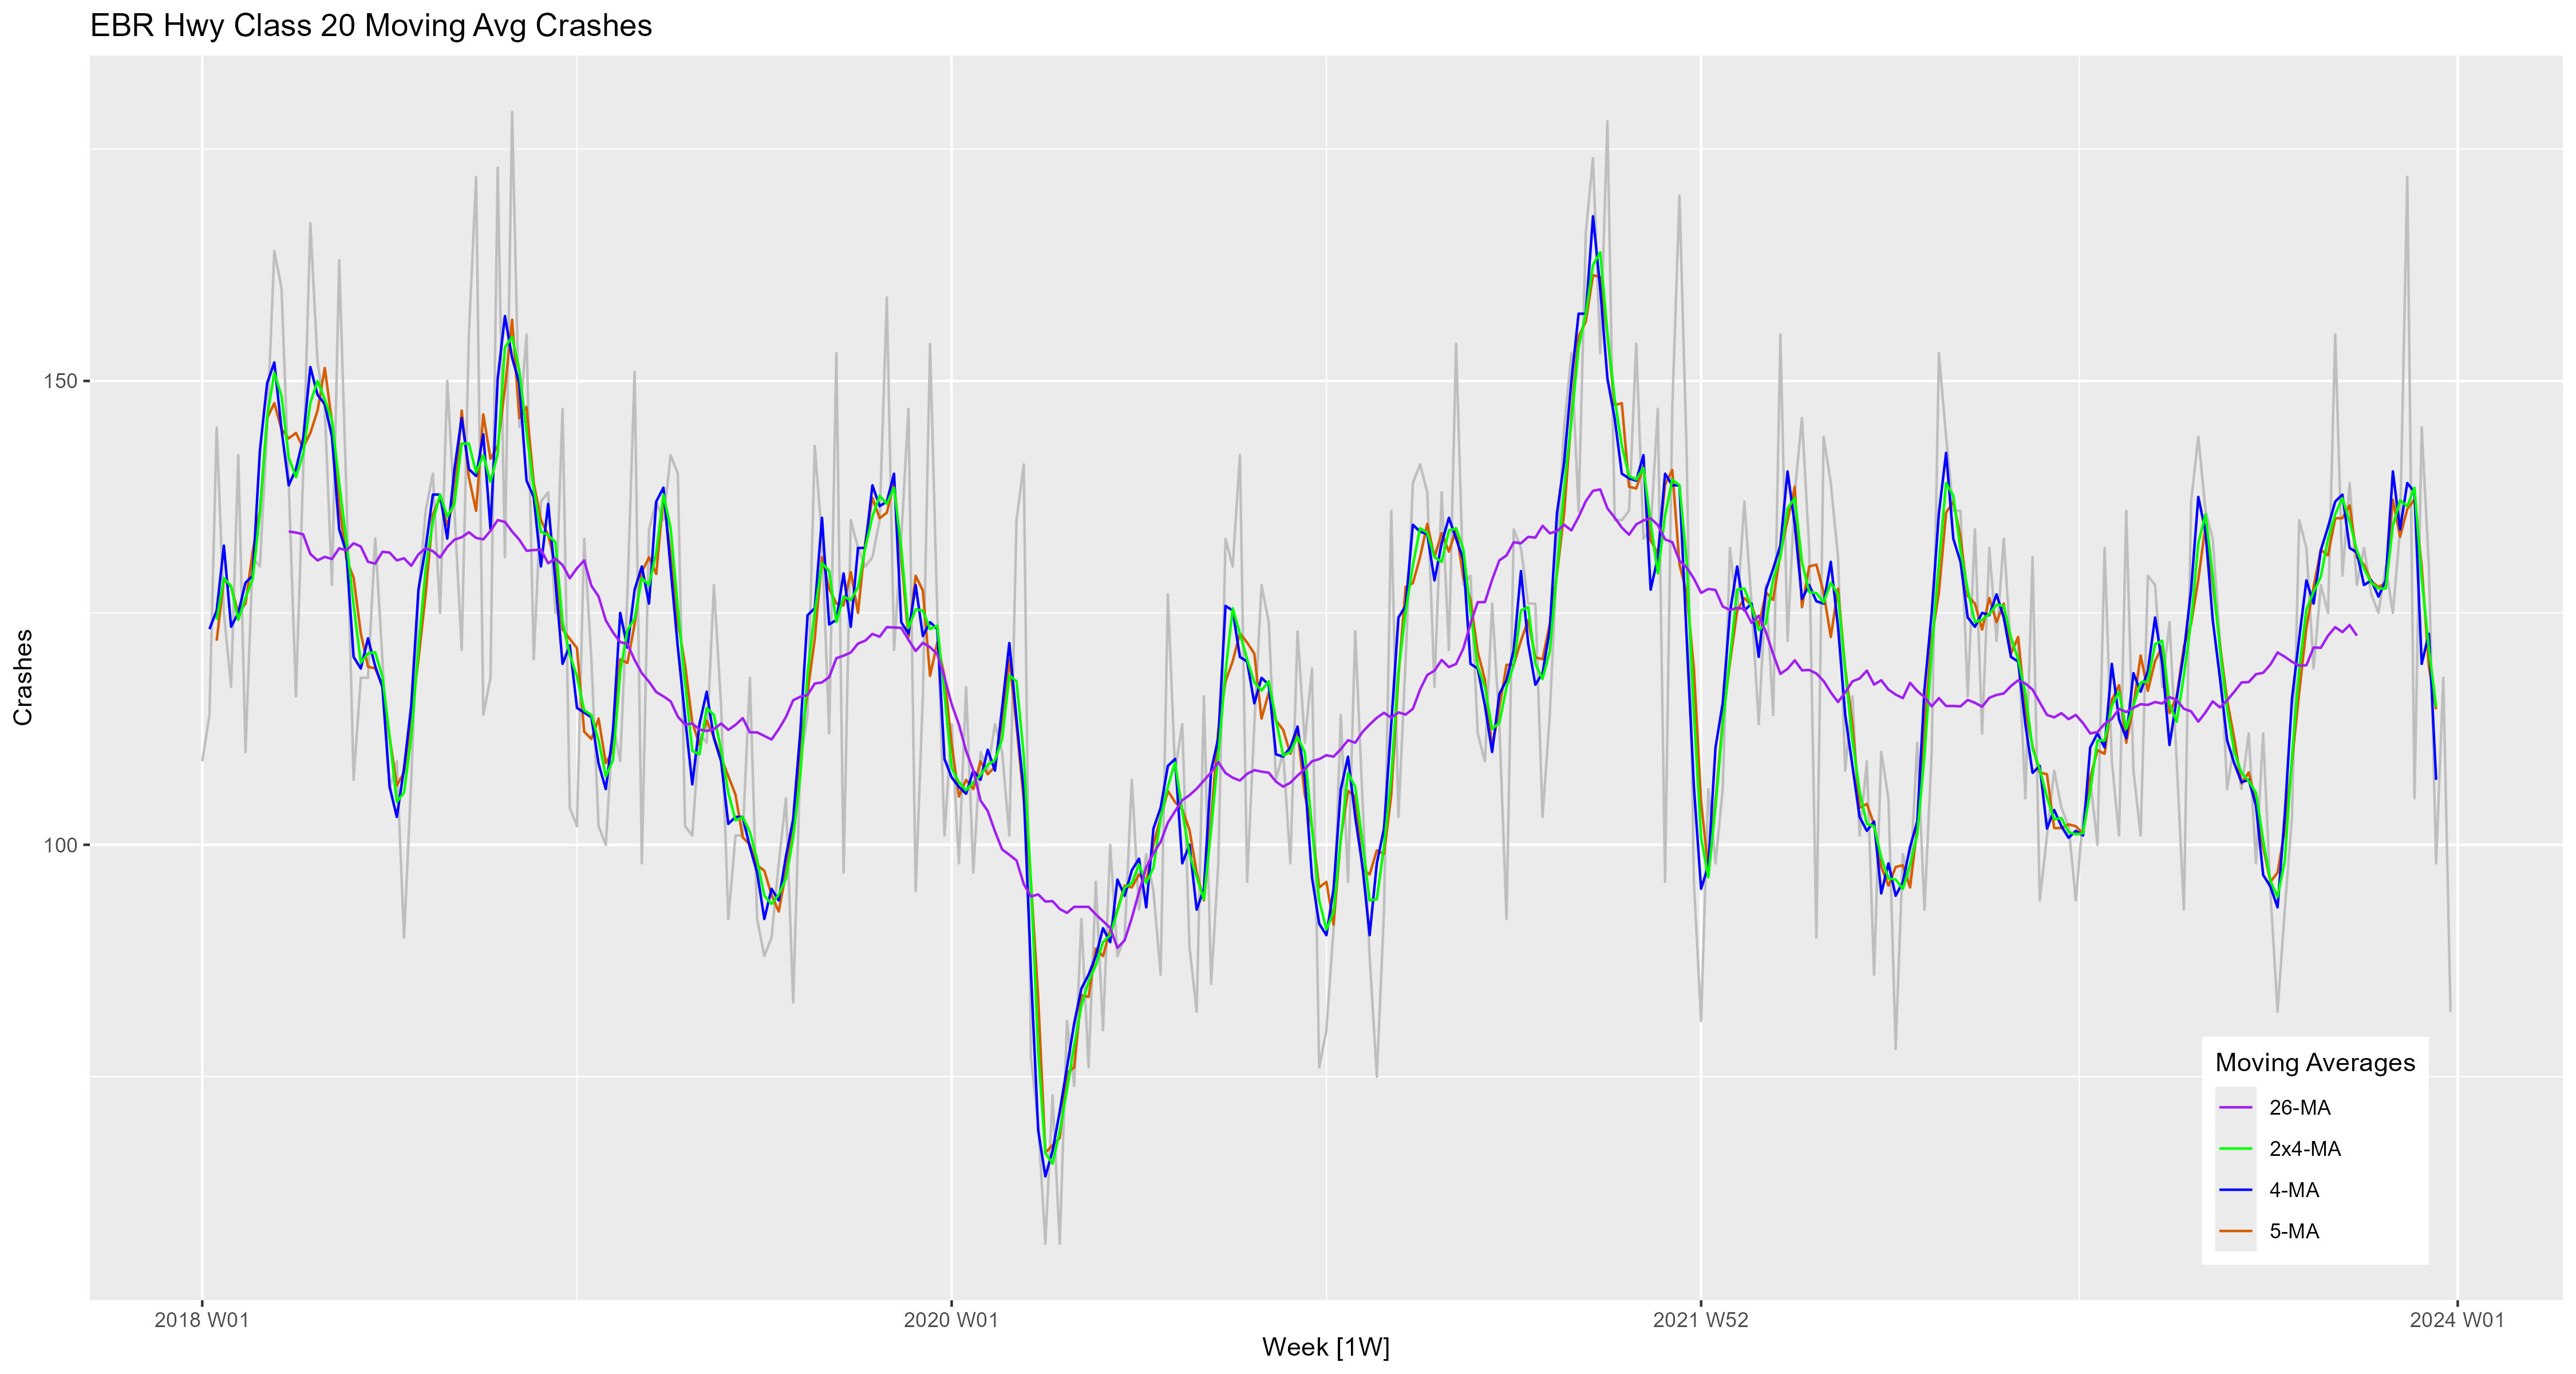 EBR Hwy Class 20 Moving Avg Crashes
Crashes
150
100
Moving Averages
26-MA
2x4-MA
4-MA
5-MA
2018 W01
2020 W01
2021 W52
2024 W01
Week [1W]